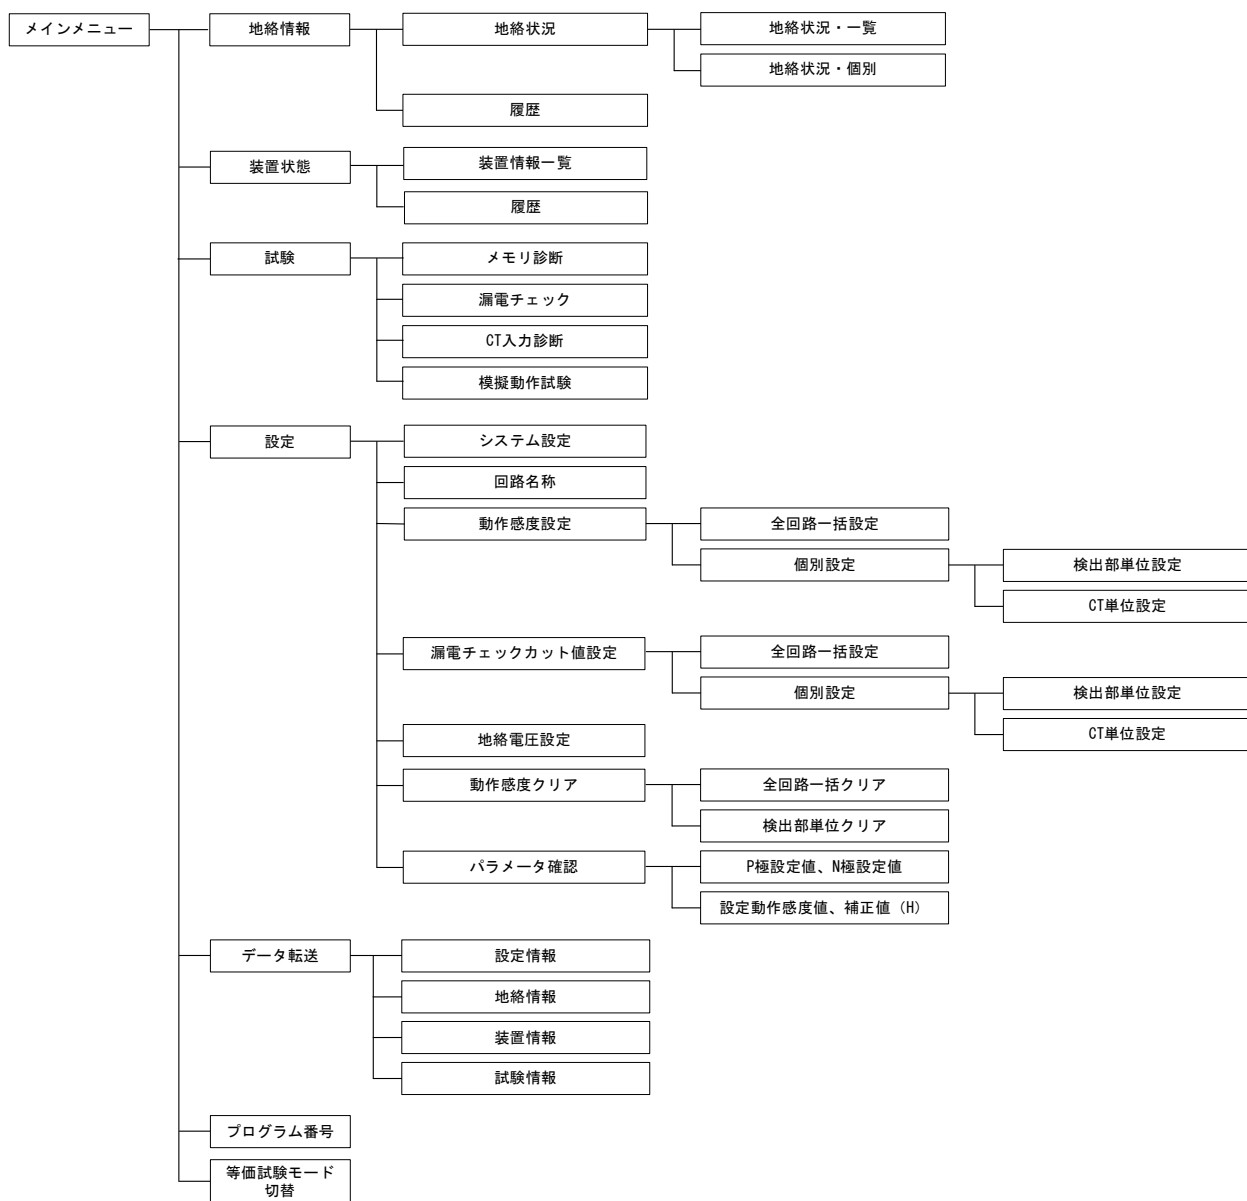 メインメニュー
地絡情報
地絡状況
地絡状況・一覧
地絡状況・個別
履歴
装置状態
装置情報一覧
履歴
試験
メモリ診断
漏電チェック
CT入力診断
模擬動作試験
設定
システム設定
回路名称
動作感度設定
全回路一括設定
個別設定
検出部単位設定
CT単位設定
漏電チェックカット値設定
全回路一括設定
個別設定
検出部単位設定
CT単位設定
地絡電圧設定
動作感度クリア
全回路一括クリア
検出部単位クリア
パラメータ確認
P極設定値、N極設定値
設定動作感度値、補正値（H）
データ転送
設定情報
地絡情報
装置情報
試験情報
プログラム番号
等価試験モード
切替